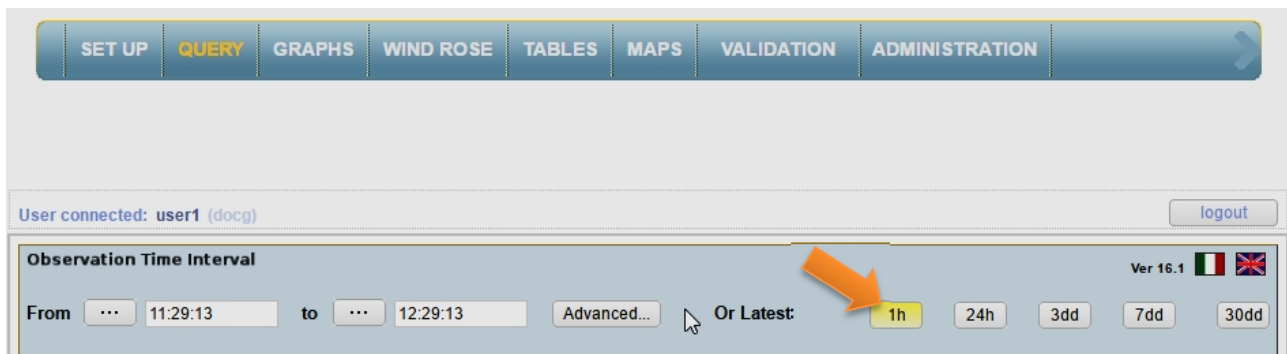 SET UP QUERY GRAPHS WIND ROSE TABLES MAPS VALIDATION ADMINISTRATION
User connected: user1 (docg) logout
Observation Time Interval Ver 16.1
From ... 11:29:13 to ... 12:29:13 Advanced... Or Latest: 1h 24h 3dd 7dd 30dd